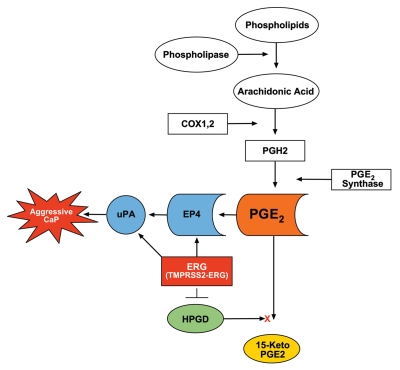 Phospholipids
Phospholipase
Arachidonic Acid
COX1,2
PGH2
PGE₂
Synthase
Aggressive
CaP
uPA
EP4
PGE₂
ERG
(TMPRSS2-ERG)
HPGD
X
15-Keto
PGE2